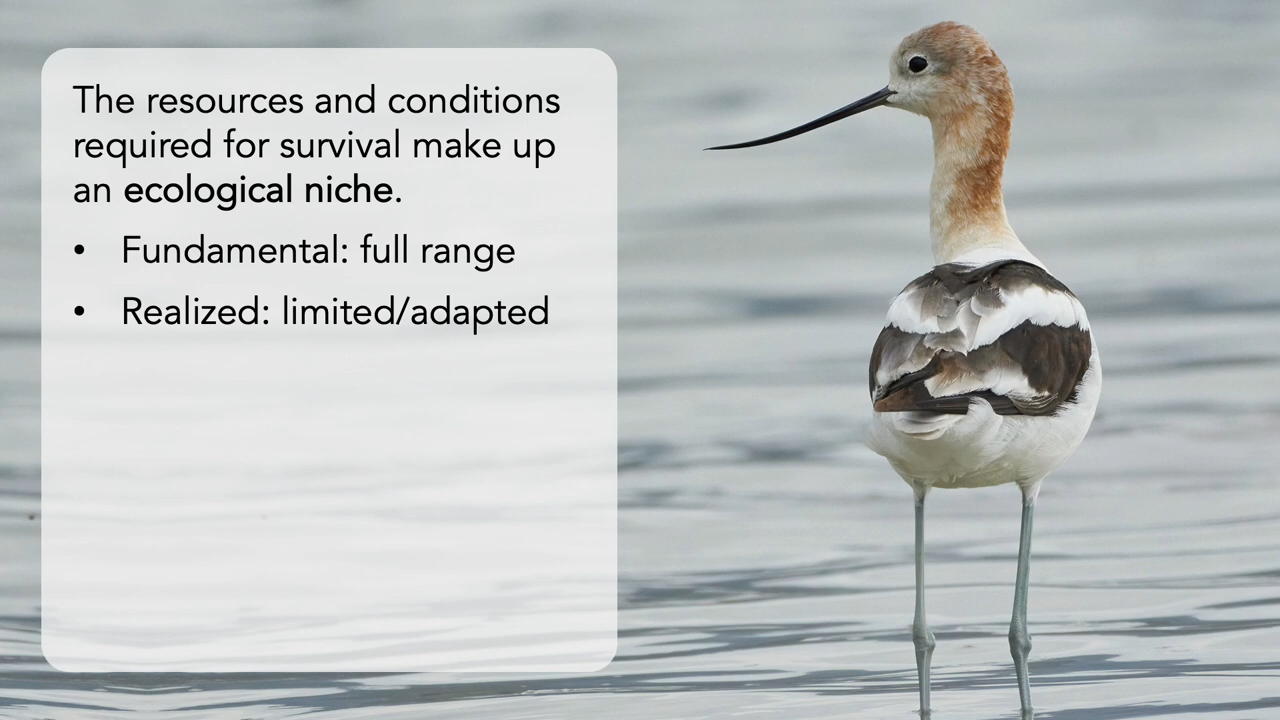 The resources and conditions
required for survival make up
an ecological niche.
• Fundamental: full range
• Realized: limited/adapted